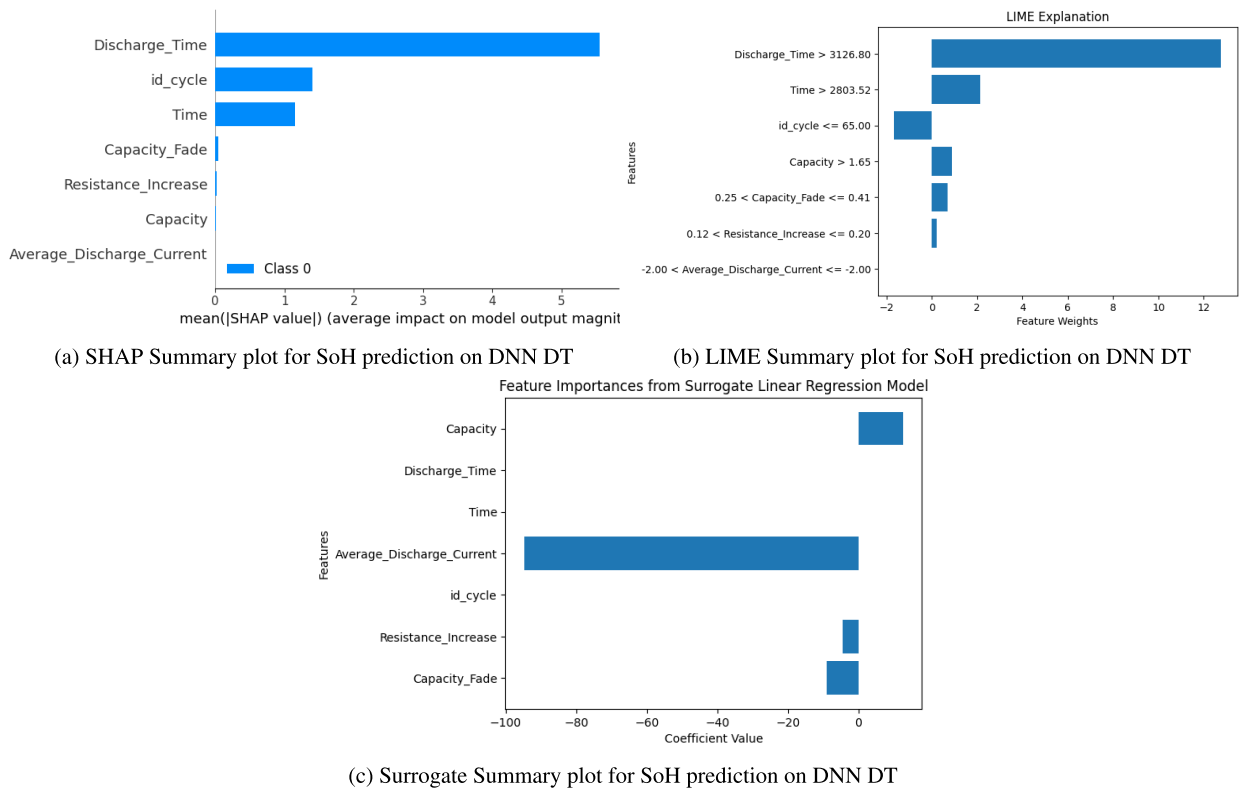 Discharge_Time
id_cycle
Time
Capacity_Fade
Resistance_Increase
Capacity
Average_Discharge_Current
Class 0
0 1 2 3 4 5
mean(|SHAP value|) (average impact on model output magnit
(a) SHAP Summary plot for SoH prediction on DNN DT
LIME Explanation
Features
Discharge_Time > 3126.80
Time > 2803.52
id_cycle <= 65.00
Capacity > 1.65
0.25 < Capacity_Fade <= 0.41
0.12 < Resistance_Increase <= 0.20
-2.00 < Average_Discharge_Current <= -2.00
−2 0 2 4 6 8 10 12
Feature Weights
(b) LIME Summary plot for SoH prediction on DNN DT
Feature Importances from Surrogate Linear Regression Model
Features
Capacity
Discharge_Time
Time
Average_Discharge_Current
id_cycle
Resistance_Increase
Capacity_Fade
−100 −80 −60 −40 −20 0
Coefficient Value
(c) Surrogate Summary plot for SoH prediction on DNN DT